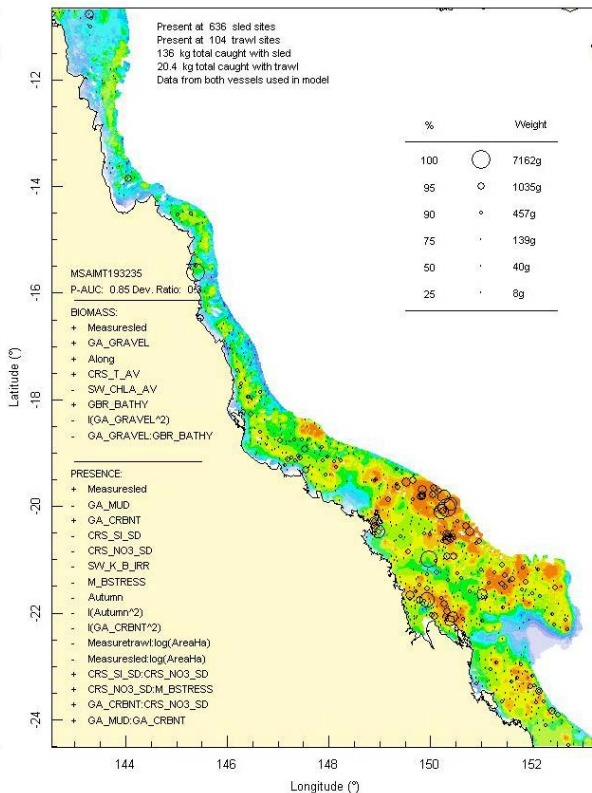 Present at 636 sled sites
Present at 104 trawl sites
136 kg total caught with sled
20.4 kg total caught with trawl
Data from both vessels used in model
% Weight
100 7162g
95 1035g
90 457g
75 139g
50 40g
25 8g
MSAIMT193235
P-AUC: 0.85 Dev. Ratio:
BIOMASS:
+ Measuresled
+ GA_GRAVEL
+ Along
+ CRS_T_AV
- SW_CHLA_AV
+ GBR_BATHY
- I(GA_GRAVEL^2)
- GA_GRAVEL:GBR_BATHY
PRESENCE:
+ Measuresled
- GA_MUD
+ GA_CRBNT
- CRS_SI_SD
- CRS_NO3_SD
- SW_K_B_IRR
- M_BSTRESS
- Autumn
- I(Autumn^2)
- I(GA_CRBNT^2)
- Measuretrawl:log(AreaHa)
- Measuresled:log(AreaHa)
+ CRS_SI_SD:CRS_NO3_SD
+ CRS_NO3_SD:M_BSTRESS
+ GA_CRBNT:CRS_NO3_SD
+ GA_MUD:GA_CRBNT
Latitude (°)
-12
-14
-16
-18
-20
-22
-24
144 146 148 150 152
Longitude (°)